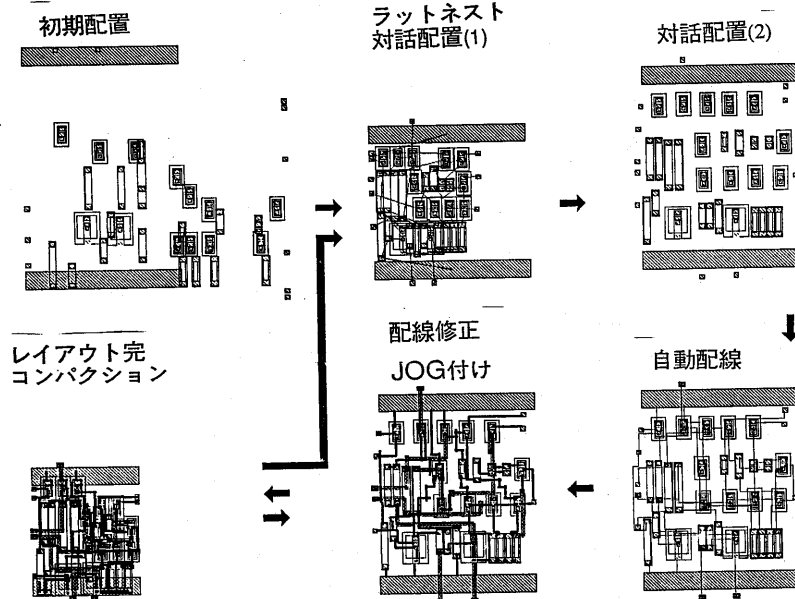 初期配置
ラットネスト
対話配置(1)
対話配置(2)
レイアウト完
コンパクション
配線修正
JOG付け
自動配線